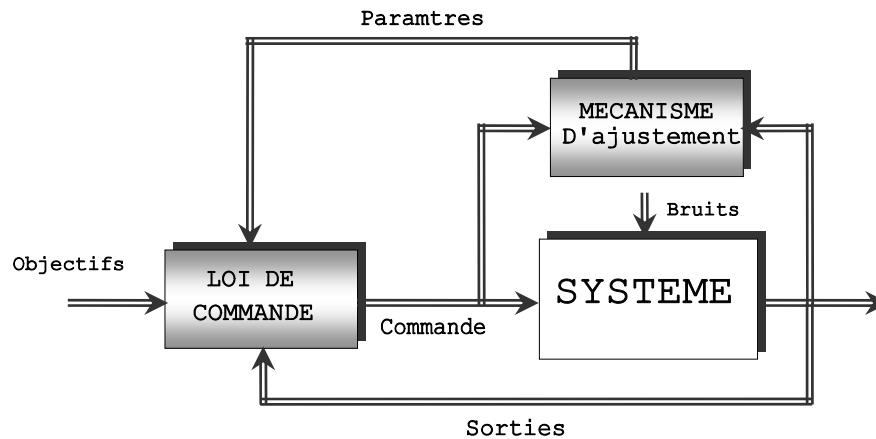 Paramtres
MECANISME
D'ajustement
Bruits
Objectifs
LOI DE
COMMANDE
SYSTEME
Commande
Sorties